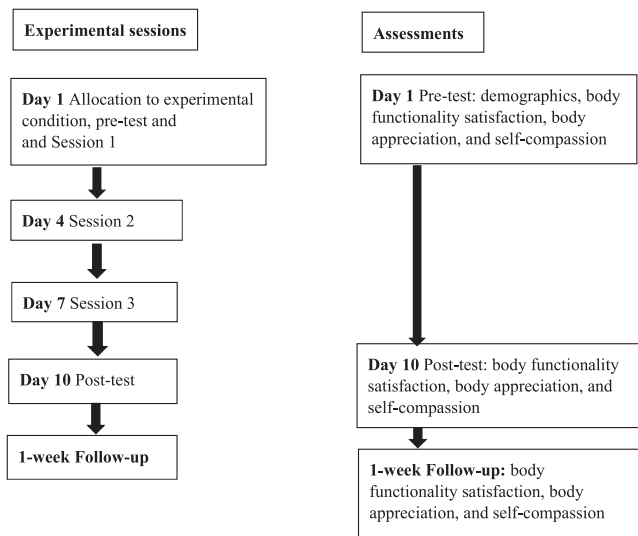 Experimental sessions
Day 1 Allocation to experimental
condition, pre-test and
and Session 1
Day 4 Session 2
Day 7 Session 3
Day 10 Post-test
1-week Follow-up
Assessments
Day 1 Pre-test: demographics, body
functionality satisfaction, body
appreciation, and self-compassion
Day 10 Post-test: body functionality
satisfaction, body appreciation, and
self-compassion
1-week Follow-up: body
functionality satisfaction, body
appreciation, and self-compassion